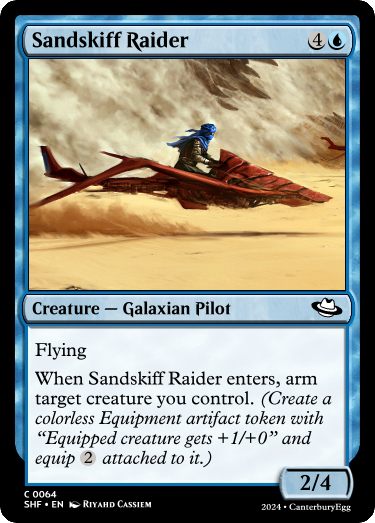 Sandskiff Raider 4
Creature — Galaxian Pilot
Flying
When Sandskiff Raider enters, arm
target creature you control. (Create a
colorless Equipment artifact token with
“Equipped creature gets +1/+0” and
equip 2 attached to it.)
2/4
C 0064
SHF • EN Riyahd Cassiem
2024 • CanterburyEgg